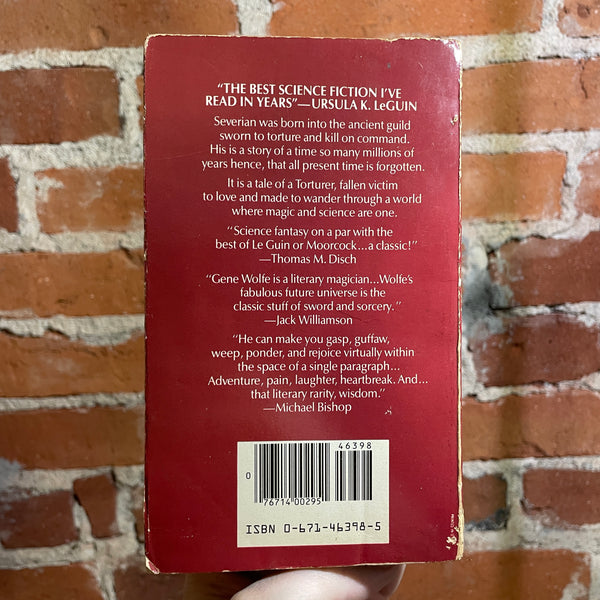 “THE BEST SCIENCE FICTION I’VE
READ IN YEARS”—URSULA K. LeGUIN
Severian was born into the ancient guild
sworn to torture and kill on command.
His is a story of a time so many millions of
years hence, that all present time is forgotten.
It is a tale of a Torturer, fallen victim
to love and made to wander through a world
where magic and science are one.
“Science fantasy on a par with the
best of Le Guin or Moorcock...a classic!”
—Thomas M. Disch
“Gene Wolfe is a literary magician...Wolfe’s
fabulous future universe is the
classic stuff of sword and sorcery.”
—Jack Williamson
“He can make you gasp, guffaw,
weep, ponder, and rejoice virtually within
the space of a single paragraph...
Adventure, pain, laughter, heartbreak. And...
that literary rarity, wisdom.”
—Michael Bishop
46398
0
76714 00295
ISBN 0-671-46398-5